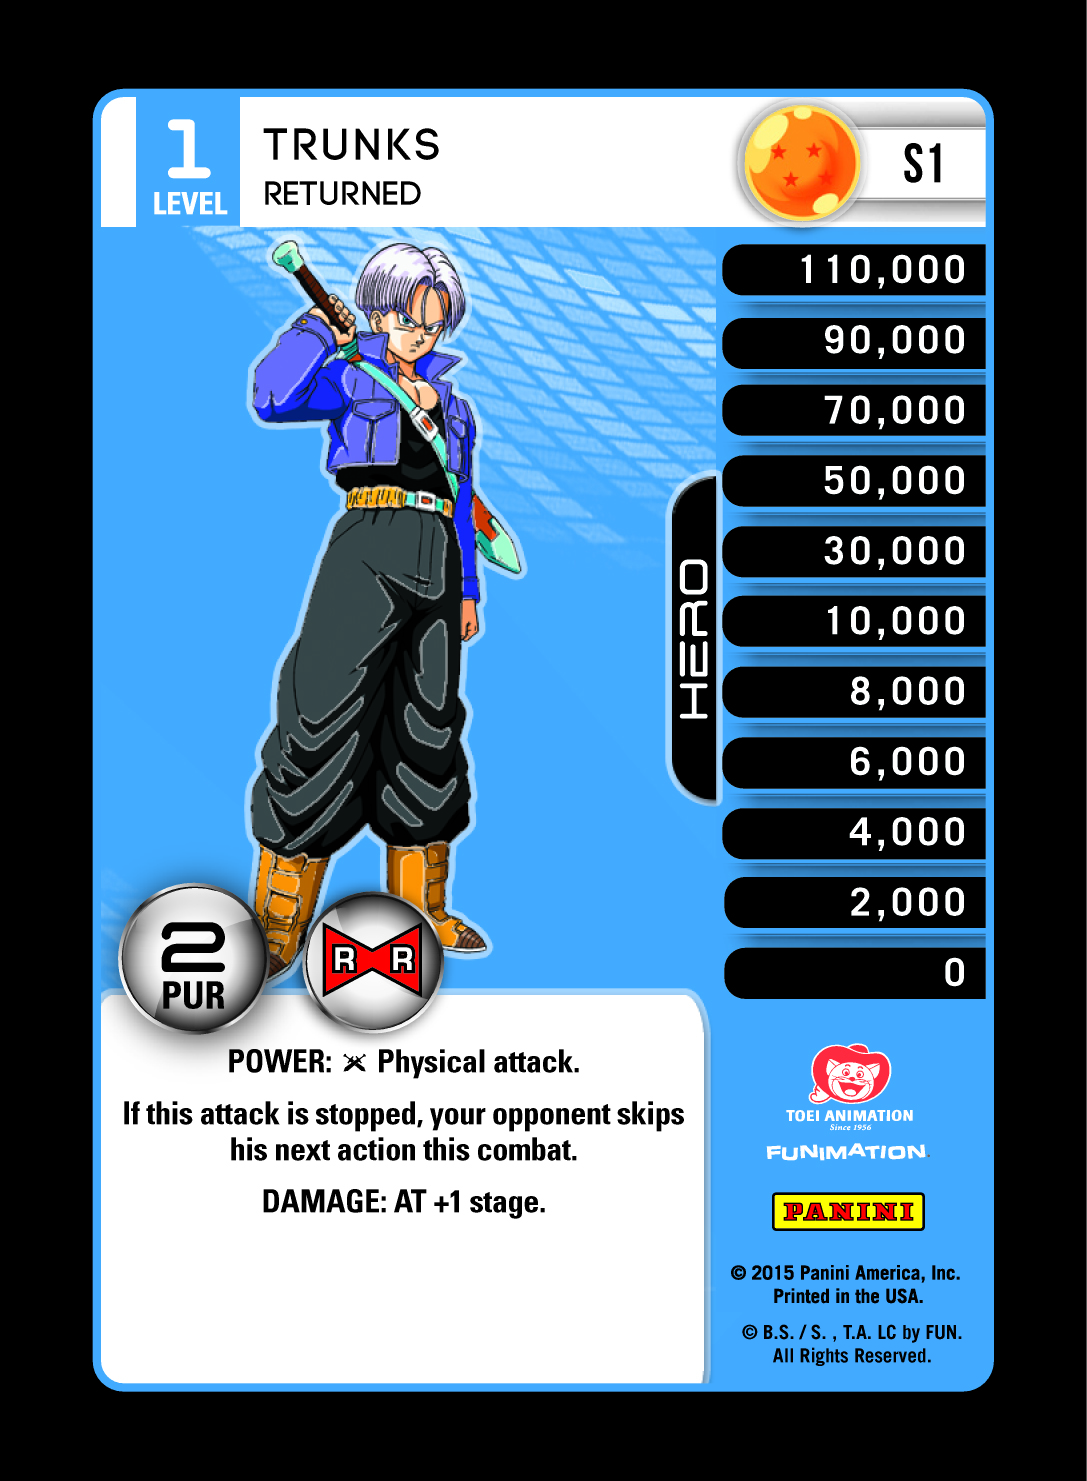 1
LEVEL
TRUNKS
RETURNED
S1
110,000
90,000
70,000
50,000
30,000
10,000
8,000
6,000
4,000
2,000
0
HERO
2
PUR
R R
POWER: Physical attack.
If this attack is stopped, your opponent skips
his next action this combat.
DAMAGE: AT +1 stage.
TOEI ANIMATION
Since 1956
FUNIMATION
PANINI
© 2015 Panini America, Inc.
Printed in the USA.
© B.S. / S. , T.A. LC by FUN.
All Rights Reserved.